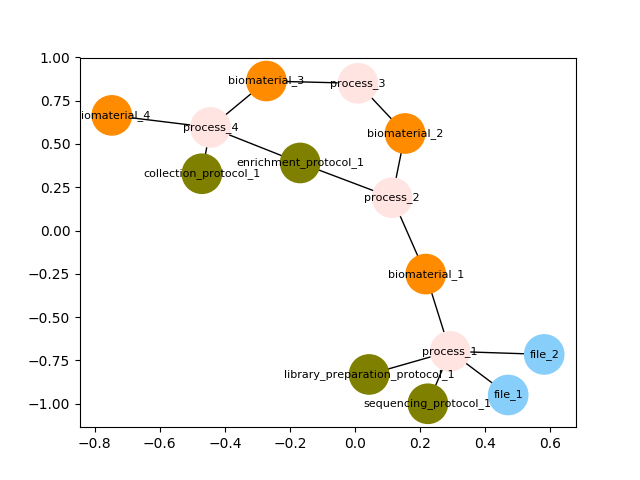 1.00
0.75
0.50
0.25
0.00
−0.25
−0.50
−0.75
−1.00
biomaterial_3
process_3
iomaterial_4
process_4
biomaterial_2
enrichment_protocol_1
collection_protocol_1
process_2
biomaterial_1
process_1
file_2
library_preparation_protocol_1
file_1
sequencing_protocol_1
−0.8
−0.6
−0.4
−0.2
0.0
0.2
0.4
0.6